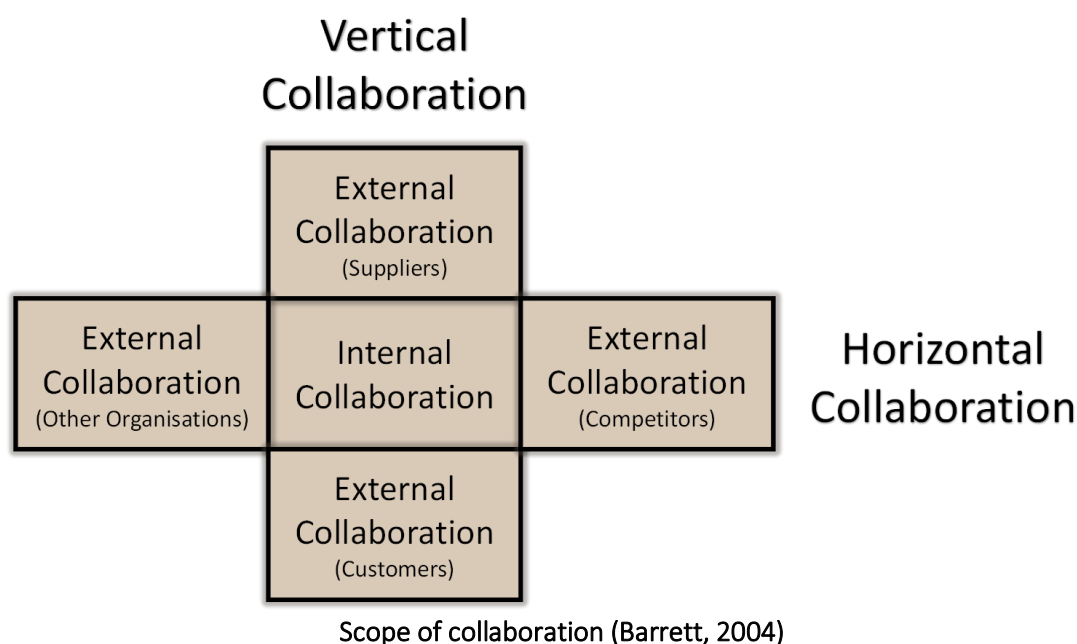 Vertical
Collaboration
External
Collaboration
(Suppliers)
External
Collaboration
(Other Organisations)
Internal
Collaboration
External
Collaboration
(Competitors)
Horizontal
Collaboration
External
Collaboration
(Customers)
Scope of collaboration (Barrett, 2004)